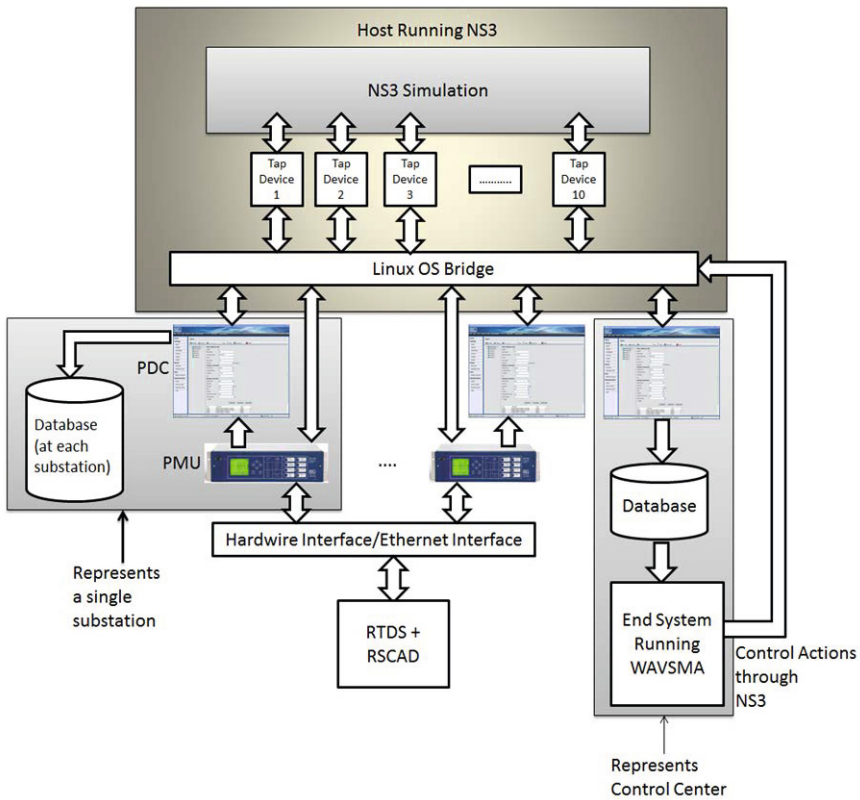 Host Running NS3
NS3 Simulation
Tap
Device
1
Tap
Device
2
Tap
Device
3
...........
Tap
Device
10
Linux OS Bridge
PDC
Database
(at each
substation)
PMU
....
Hardwire Interface/Ethernet Interface
Represents
a single
substation
RTDS +
RSCAD
Database
End System
Running
WAVSMA
Control Actions
through
NS3
Represents
Control Center